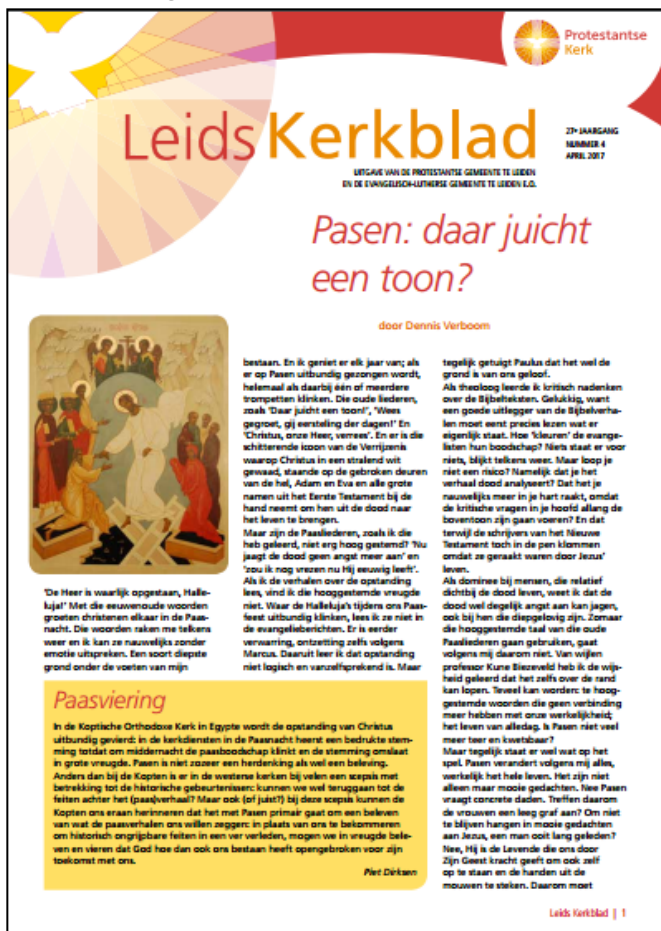 Protestantse
Kerk
Leids Kerkblad
27e JAARGANG
NUMMER 4
APRIL 2017
UITGAVE VAN DE PROTESTANTSE GEMEENTE TE LEIDEN
EN DE EVANGELISCH-LUTHERSE GEMEENTE TE LEIDEN E.O.
Pasen: daar juicht
een toon?
door Dennis Verboom
'De Heer is waarlijk opgestaan, Halle-
luja!' Met die eeuwenoude woorden
groeten christenen elkaar in de Paas-
nacht. Die woorden raken me telkens
weer en ik kan ze nauwelijks zonder
emotie uitspreken. Een soort diepste
grond onder de voeten van mijn
bestaan. En ik geniet er elk jaar van; als
er op Pasen uitbundig gezongen wordt,
helemaal als daarbij één of meerdere
trompetten klinken. Die oude liederen,
zoals 'Daar juicht een toon!', 'Wees
gegroet, gij eersteling der dagen!' En
'Christus, onze Heer, verrees'. En er is die
schitterende icoon van de Verrijzenis
waarop Christus in een stralend wit
gewaad, staande op de gebroken deuren
van de hel, Adam en Eva en alle grote
namen uit het Eerste Testament bij de
hand neemt om hen uit de dood naar
het leven te brengen.
Maar zijn de Paasliederen, zoals ik die
heb geleerd, niet erg hoog gestemd? 'Nu
jaagt de dood geen angst meer aan' en
'zou ik nog vrezen nu Hij eeuwig leeft'.
Als ik de verhalen over de opstanding
lees, vind ik die hooggestemde vreugde
niet. Waar de Halleluja's tijdens ons Paas-
feest uitbundig klinken, lees ik ze niet in
de evangelieberichten. Er is eerder
verwarring, ontzetting zelfs volgens
Marcus. Daaruit leer ik dat opstanding
niet logisch en vanzelfsprekend is. Maar
tegelijk getuigt Paulus dat het wel de
grond is van ons geloof.
Als theoloog leerde ik kritisch nadenken
over de Bijbelteksten. Gelukkig, want
een goede uitlegger van de Bijbelverha-
len moet eerst precies lezen wat er
eigenlijk staat. Hoe 'kleuren' de evange-
listen hun boodschap? Niets staat er voor
niets, blijkt telkens weer. Maar loop je
niet een risico? Namelijk dat je het
verhaal dood analyseert? Dat het je
nauwelijks meer in je hart raakt, omdat
de kritische vragen in je hoofd allang de
boventoon zijn gaan voeren? En dat
terwijl de schrijvers van het Nieuwe
Testament toch in de pen klommen
omdat ze geraakt waren door Jezus'
leven.
Als dominee bij mensen, die relatief
dichtbij de dood leven, weet ik dat de
dood wel degelijk angst aan kan jagen,
ook bij hen die diepgelovig zijn. Zomaar
die hooggestemde taal van die oude
Paasliederen gaan gebruiken, gaat
volgens mij daarom niet. Van wijlen
professor Kune Biezeveld heb ik de wijs-
heid geleerd dat het zelfs over de rand
kan lopen. Teveel kan worden: te hoog-
gestemde woorden die geen verbinding
meer hebben met onze werkelijkheid;
het leven van alledag. Is Pasen niet veel
meer teer en kwetsbaar?
Maar tegelijk staat er wel wat op het
spel. Pasen verandert volgens mij alles,
werkelijk het hele leven. Het zijn niet
alleen maar mooie gedachten. Nee Pasen
vraagt concrete daden. Treffen daarom
de vrouwen een leeg graf aan? Om niet
te blijven hangen in mooie gedachten
aan Jezus, een man ooit lang geleden?
Nee, Hij is de Levende die ons door
Zijn Geest kracht geeft om ook zelf
op te staan en de handen uit de
mouwen te steken. Daarom moet
Paasviering
In de Koptische Orthodoxe Kerk in Egypte wordt de opstanding van Christus
uitbundig gevierd: in de kerkdiensten in de Paasnacht heerst een bedrukte stem-
ming totdat om middernacht de paasboodschap klinkt en de stemming omslaat
in grote vreugde. Pasen is niet zozeer een herdenking als wel een beleving.
Anders dan bij de Kopten is er in de westerse kerken bij velen een scepsis met
betrekking tot de historische gebeurtenissen: kunnen we wel teruggaan tot de
feiten achter het (paas)verhaal? Maar ook (of juist?) bij deze scepsis kunnen de
Kopten ons eraan herinneren dat het met Pasen primair gaat om een beleven
van wat de paasverhalen ons willen zeggen: in plaats van ons te bekommeren
om historisch ongrijpbare feiten in een ver verleden, mogen we in vreugde bele-
ven en vieren dat God hoe dan ook ons bestaan heeft opengebroken voor zijn
toekomst met ons.
Piet Dirksen
Leids Kerkblad | 1